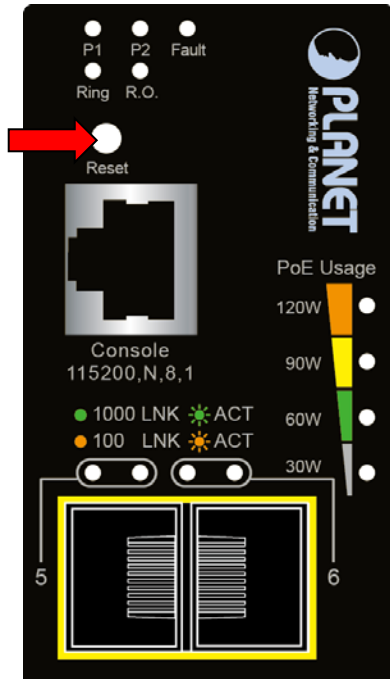 P1 P2 Fault
Ring R.O.
Reset
PLANET
Networking & Communication
PoE Usage
120W
90W
60W
30W
Console
115200,N,8,1
1000 LNK ACT
100 LNK ACT
5 6